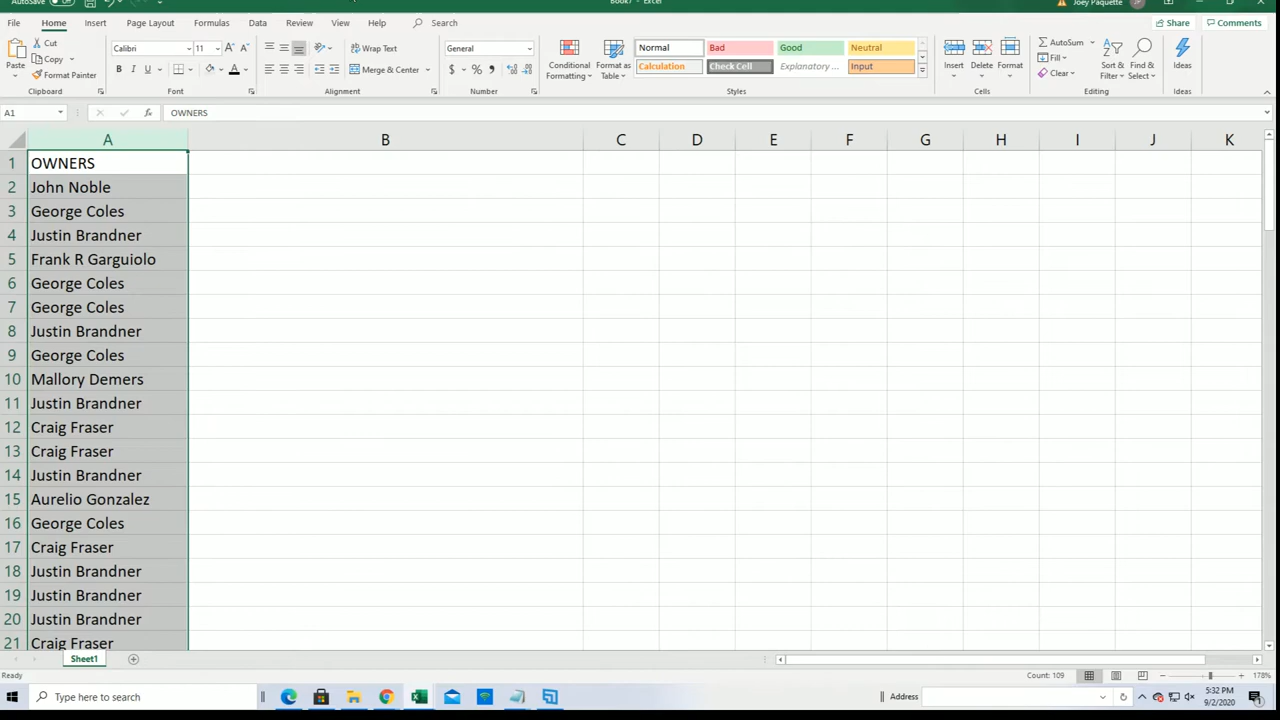 AutoSave Off Book7 - Excel Joey Paquette JP
File Home Insert Page Layout Formulas Data Review View Help Search Share Comments
Paste Cut Copy Format Painter Clipboard
Calibri 11 B I U A Font
Wrap Text Merge & Center Alignment
General $ % , Number
Conditional Formatting Format as Table
Normal Bad Good Neutral
Calculation Check Cell Explanatory ... Input
Styles
Insert Delete Format Cells
AutoSum Fill Clear Sort & Filter Find & Select Editing
Ideas Ideas
A1 fx OWNERS
A B C D E F G H I J K
1 OWNERS
2 John Noble
3 George Coles
4 Justin Brandner
5 Frank R Garguiolo
6 George Coles
7 George Coles
8 Justin Brandner
9 George Coles
10 Mallory Demers
11 Justin Brandner
12 Craig Fraser
13 Craig Fraser
14 Justin Brandner
15 Aurelio Gonzalez
16 George Coles
17 Craig Fraser
18 Justin Brandner
19 Justin Brandner
20 Justin Brandner
21 Craig Fraser
Sheet1
Ready Count: 109 178%
Type here to search Address 5:32 PM
9/2/2020